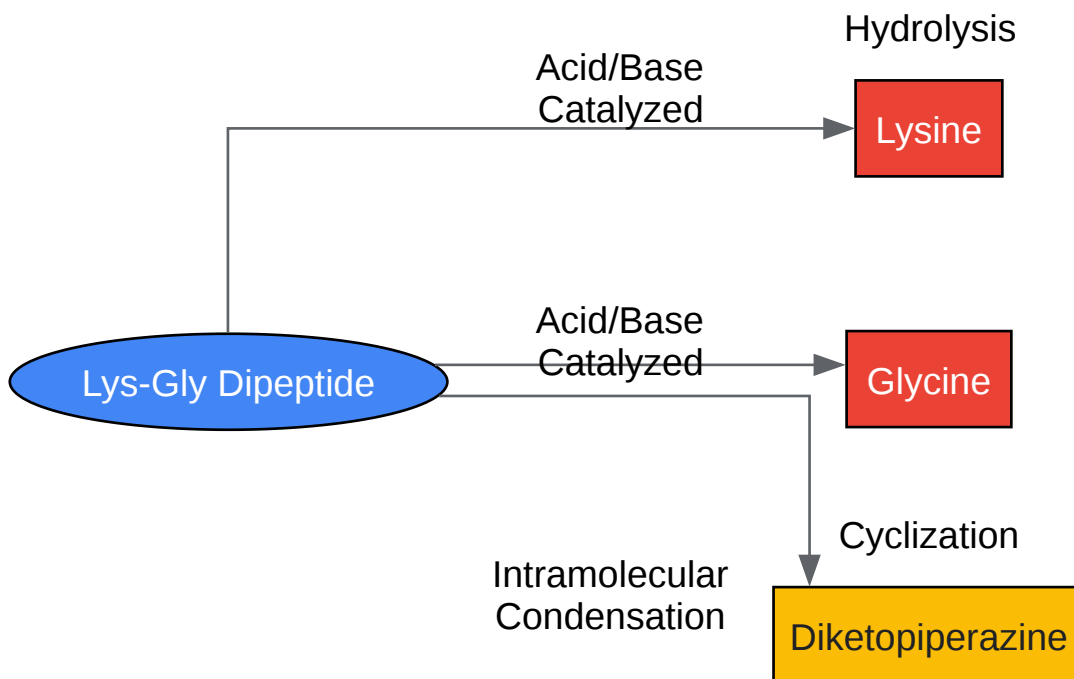 Hydrolysis
Acid/Base
Catalyzed
Lysine
Acid/Base
Catalyzed
Lys-Gly Dipeptide
Glycine
Cyclization
Intramolecular
Condensation
Diketopiperazine